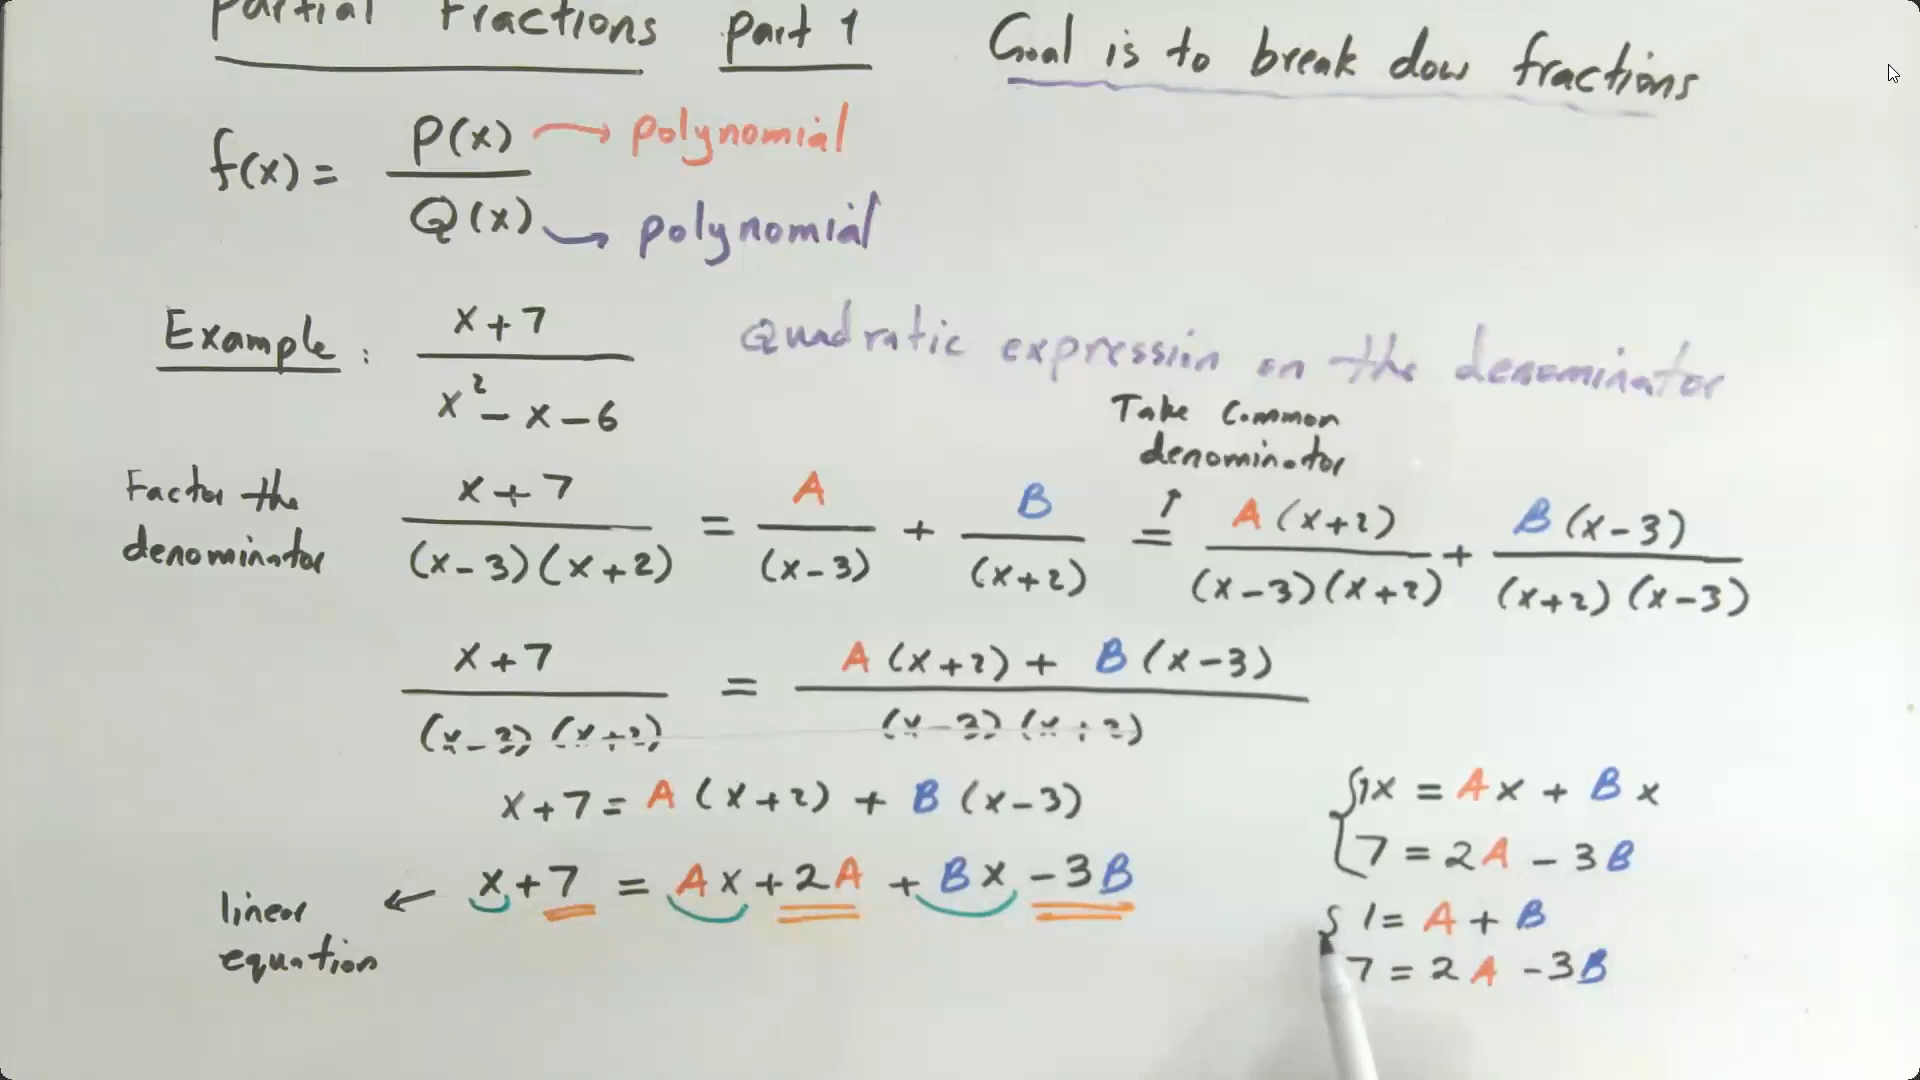 Partial Fractions Part 1
Goal is to break dow fractions
f(x) = P(x) / Q(x)
→ polynomial
→ polynomial
Example : x+7 / x² - x - 6
Quadratic expression on the denominator
Take Common
denominator
Factor the
denominator
x+7 / (x-3)(x+2) = A / (x-3) + B / (x+2) = A(x+2) / (x-3)(x+2) + B(x-3) / (x+2)(x-3)
x+7 / (x-3)(x+2) = A(x+2) + B(x-3) / (x-3)(x+2)
x+7 = A(x+2) + B(x-3)
linear
equation
← x+7 = Ax+2A + Bx -3B
{1x = Ax + Bx
7 = 2A - 3B
{ 1 = A + B
7 = 2A - 3B